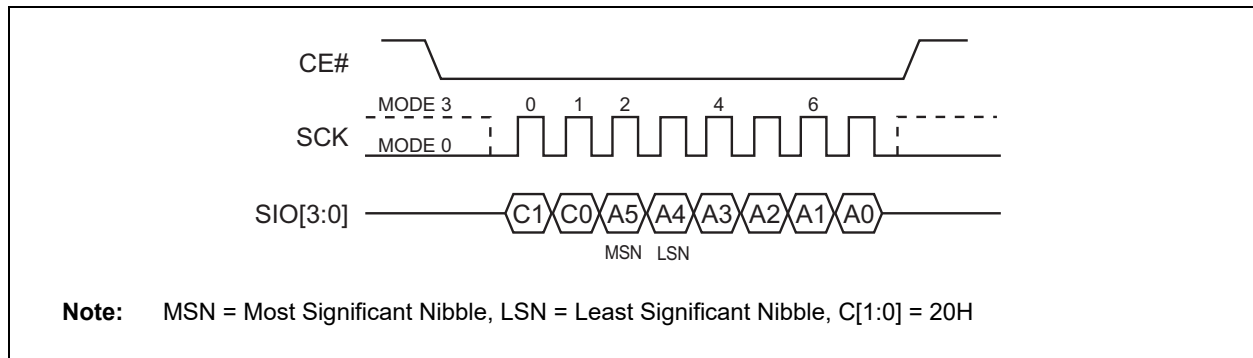 CE#
MODE 3 0 1 2 4 6
SCK
MODE 0
SIO[3:0] C1 C0 A5 A4 A3 A2 A1 A0
MSN LSN
Note: MSN = Most Significant Nibble, LSN = Least Significant Nibble, C[1:0] = 20H